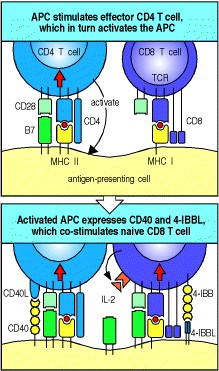 APC stimulates effector CD4 T cell,
which in turn activates the APC
CD4 T cell
CD8 T cell
TCR
CD28
activate
B7
CD4
CD8
MHC II
MHC I
antigen-presenting cell
Activated APC expresses CD40 and 4-IBBL,
which co-stimulates naive CD8 T cell
CD40L
IL-2
4-IBB
CD40
4-IBBL